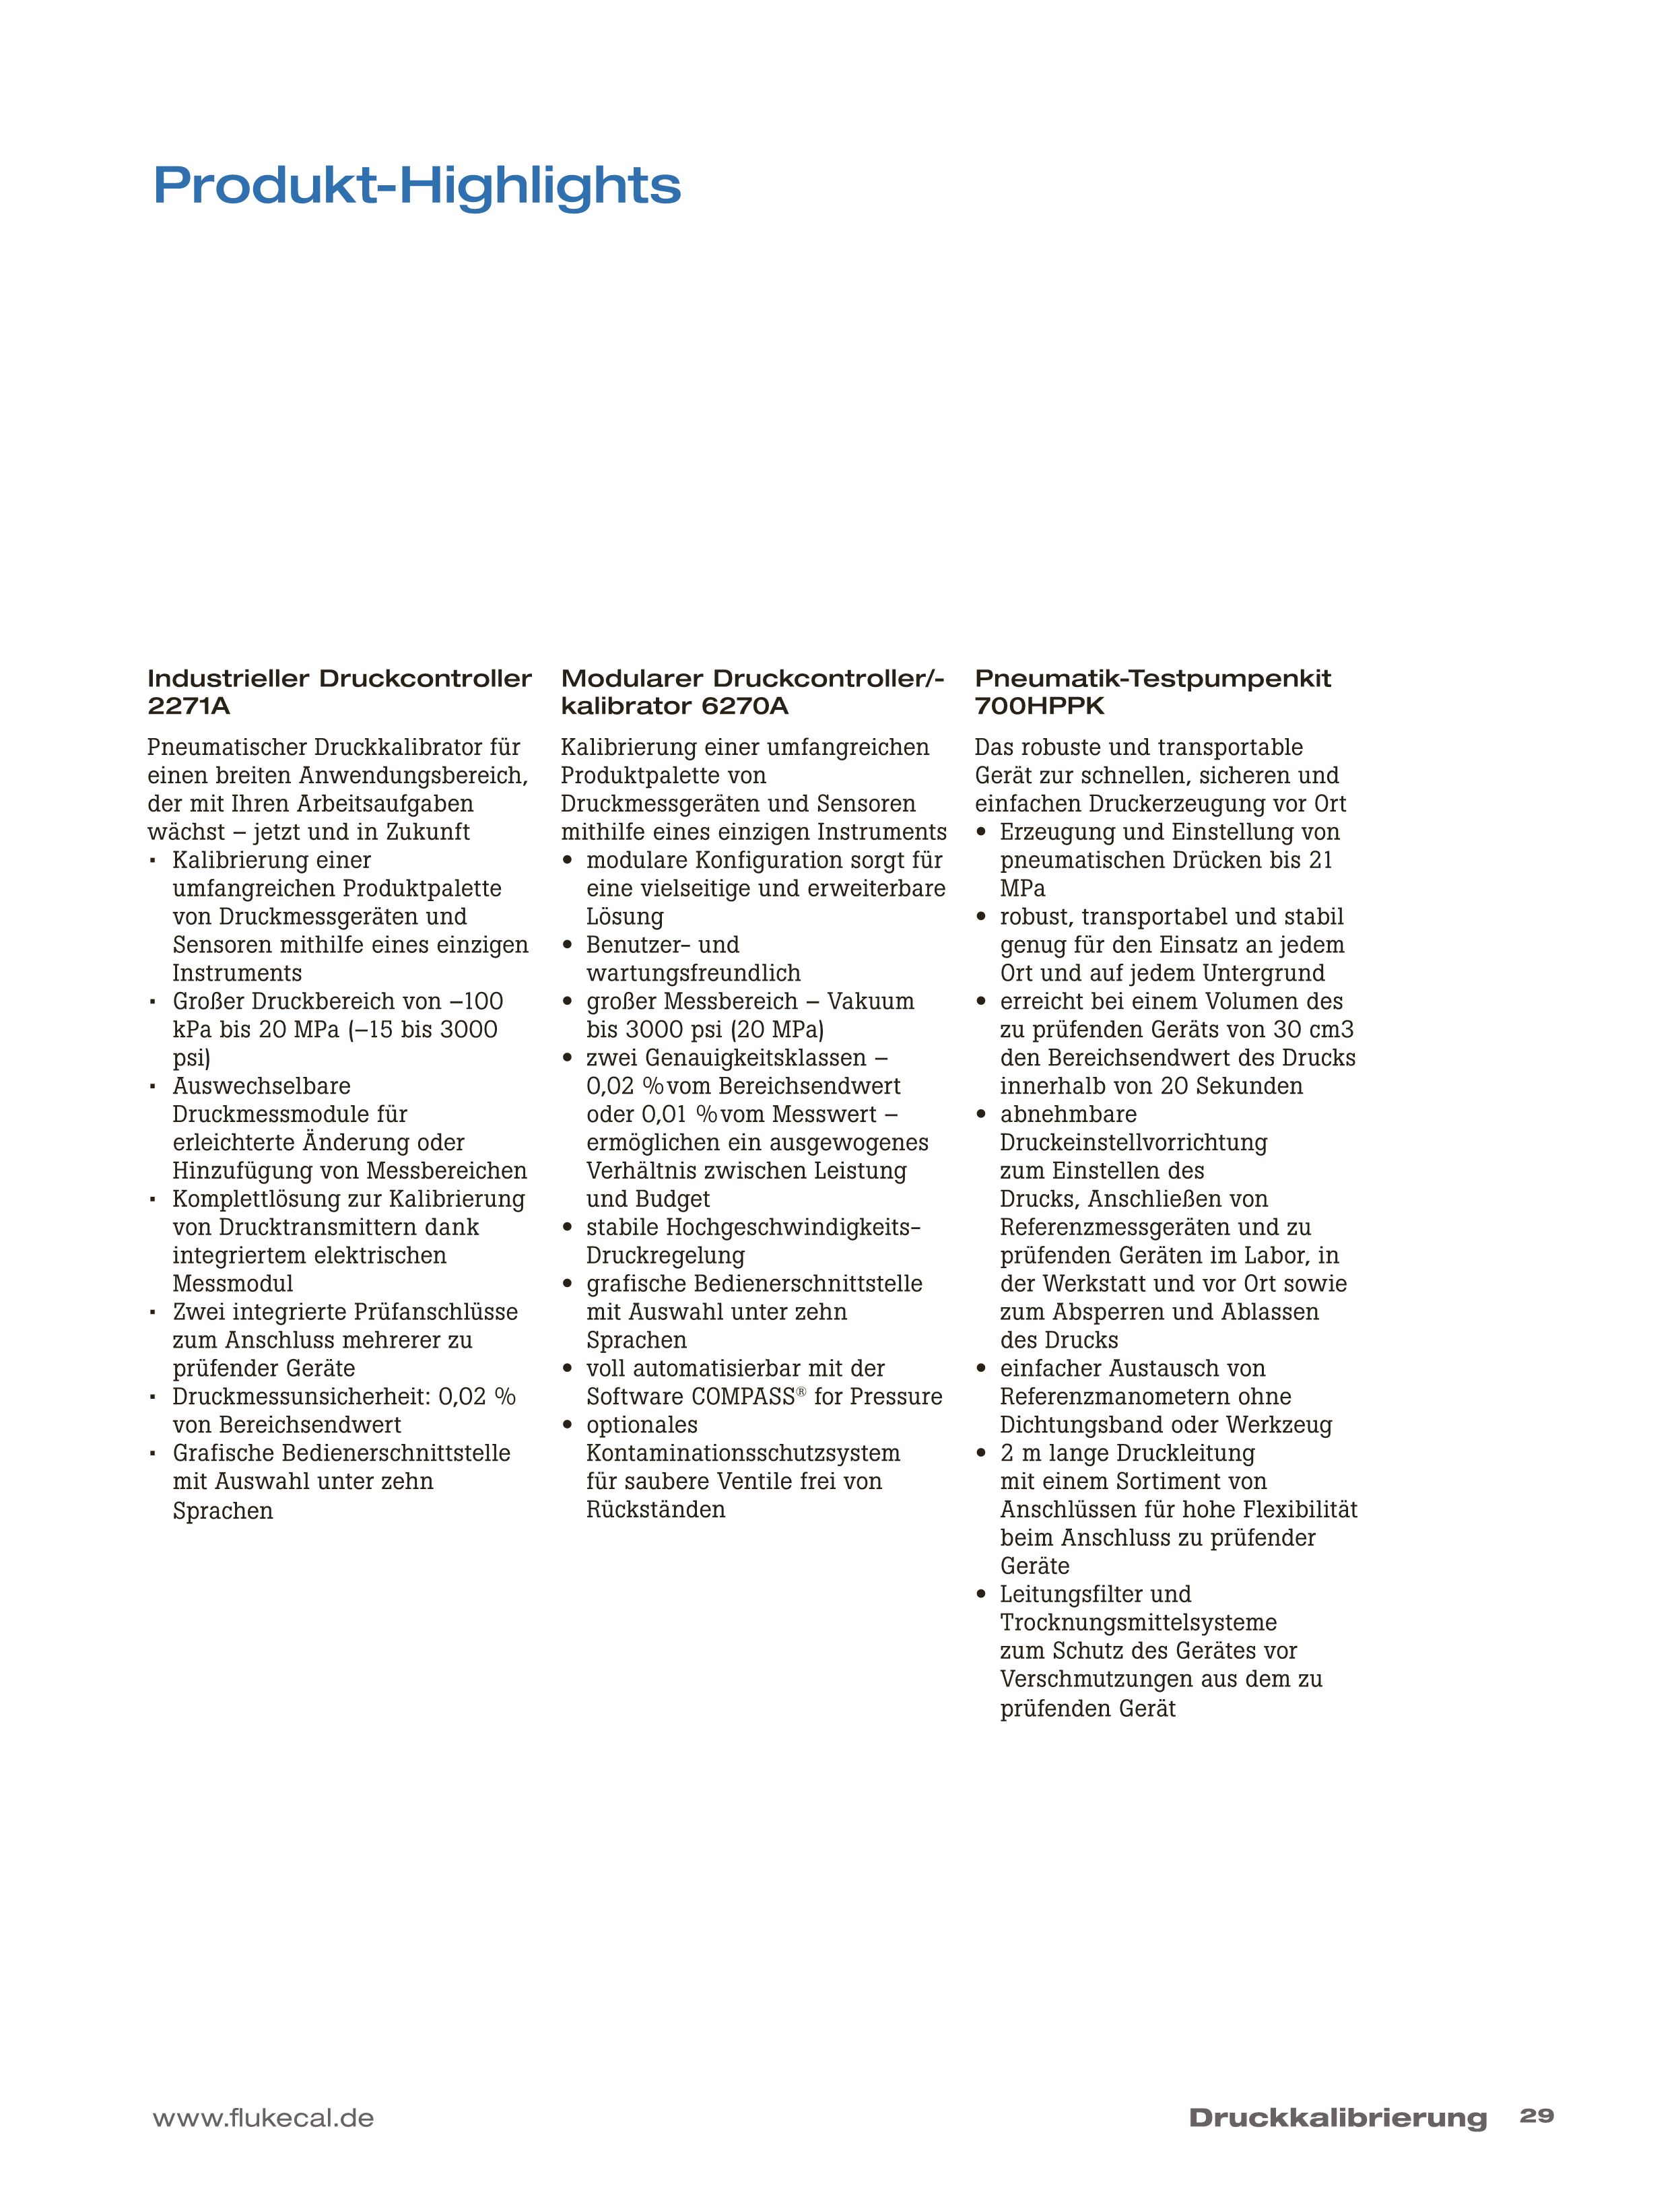 Produkt-Highlights
Industrieller Druckcontroller
2271A
Pneumatischer Druckkalibrator für
einen breiten Anwendungsbereich,
der mit Ihren Arbeitsaufgaben
wächst – jetzt und in Zukunft
▪ Kalibrierung einer
umfangreichen Produktpalette
von Druckmessgeräten und
Sensoren mithilfe eines einzigen
Instruments
▪ Großer Druckbereich von –100
kPa bis 20 MPa (–15 bis 3000
psi)
▪ Auswechselbare
Druckmessmodule für
erleichterte Änderung oder
Hinzufügung von Messbereichen
▪ Komplettlösung zur Kalibrierung
von Drucktransmittern dank
integriertem elektrischen
Messmodul
▪ Zwei integrierte Prüfanschlüsse
zum Anschluss mehrerer zu
prüfender Geräte
▪ Druckmessunsicherheit: 0,02 %
von Bereichsendwert
▪ Grafische Bedienerschnittstelle
mit Auswahl unter zehn
Sprachen
Modularer Druckcontroller/-
kalibrator 6270A
Kalibrierung einer umfangreichen
Produktpalette von
Druckmessgeräten und Sensoren
mithilfe eines einzigen Instruments
• modulare Konfiguration sorgt für
eine vielseitige und erweiterbare
Lösung
• Benutzer- und
wartungsfreundlich
• großer Messbereich – Vakuum
bis 3000 psi (20 MPa)
• zwei Genauigkeitsklassen –
0,02 % vom Bereichsendwert
oder 0,01 % vom Messwert –
ermöglichen ein ausgewogenes
Verhältnis zwischen Leistung
und Budget
• stabile Hochgeschwindigkeits-
Druckregelung
• grafische Bedienerschnittstelle
mit Auswahl unter zehn
Sprachen
• voll automatisierbar mit der
Software COMPASS® for Pressure
• optionales
Kontaminationsschutzsystem
für saubere Ventile frei von
Rückständen
Pneumatik-Testpumpenkit
700HPPK
Das robuste und transportable
Gerät zur schnellen, sicheren und
einfachen Druckerzeugung vor Ort
• Erzeugung und Einstellung von
pneumatischen Drücken bis 21
MPa
• robust, transportabel und stabil
genug für den Einsatz an jedem
Ort und auf jedem Untergrund
• erreicht bei einem Volumen des
zu prüfenden Geräts von 30 cm3
den Bereichsendwert des Drucks
innerhalb von 20 Sekunden
• abnehmbare
Druckeinstellvorrichtung
zum Einstellen des
Drucks, Anschließen von
Referenzmessgeräten und zu
prüfenden Geräten im Labor, in
der Werkstatt und vor Ort sowie
zum Absperren und Ablassen
des Drucks
• einfacher Austausch von
Referenzmanometern ohne
Dichtungsband oder Werkzeug
• 2 m lange Druckleitung
mit einem Sortiment von
Anschlüssen für hohe Flexibilität
beim Anschluss zu prüfender
Geräte
• Leitungsfilter und
Trocknungsmittelsysteme
zum Schutz des Gerätes vor
Verschmutzungen aus dem zu
prüfenden Gerät
www.flukecal.de
Druckkalibrierung 29